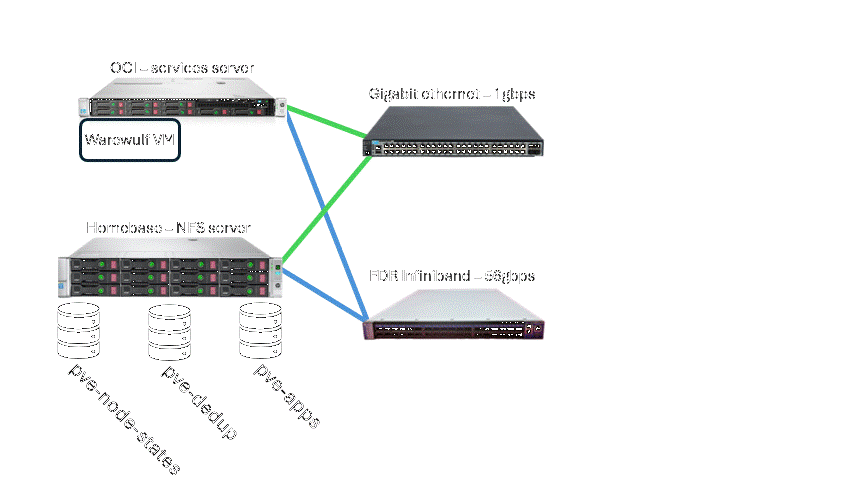 OCI – services server
Gigabit ethernet – 1gbps
Warewulf VM
Homebase – NFS server
FDR Infiniband – 56gbps
pve-node-states
pve-dedup
pve-apps